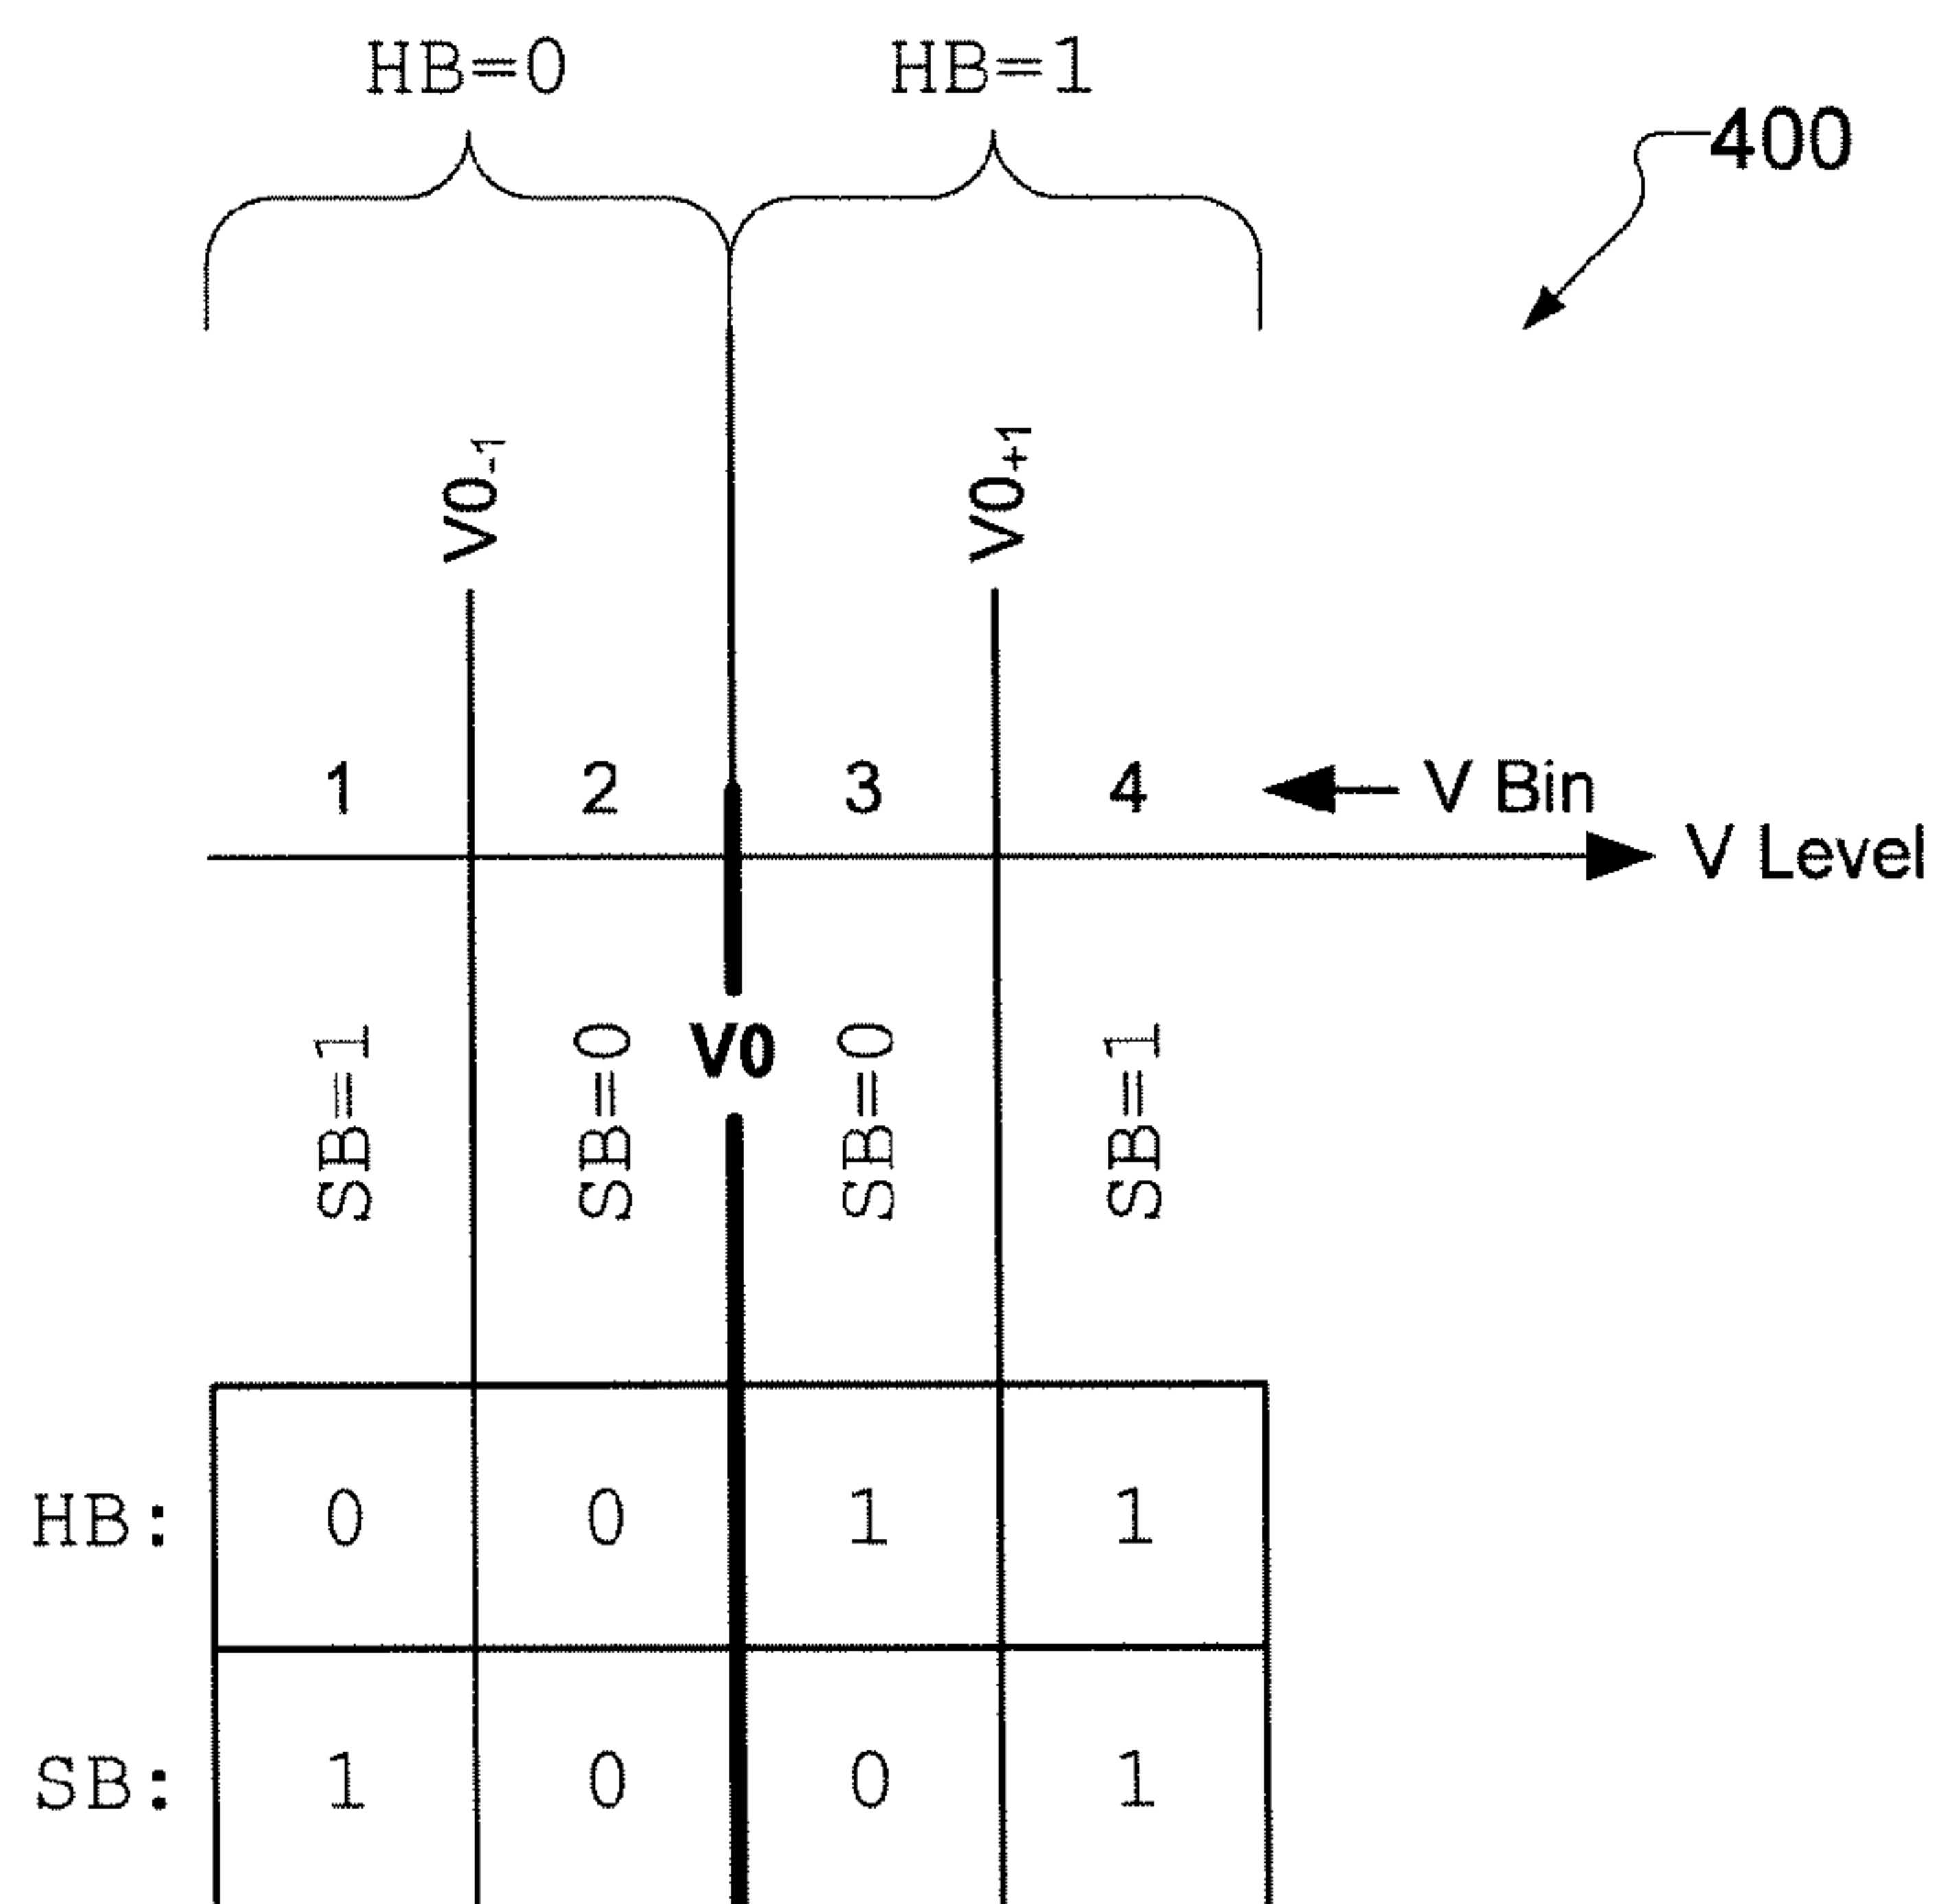 HB=0 HB=1
400
V0-1 V0+1
1 2 3 4 V Bin
V Level
SB=1 SB=0 V0 SB=0 SB=1
HB: 0 0 1 1
SB: 1 0 0 1